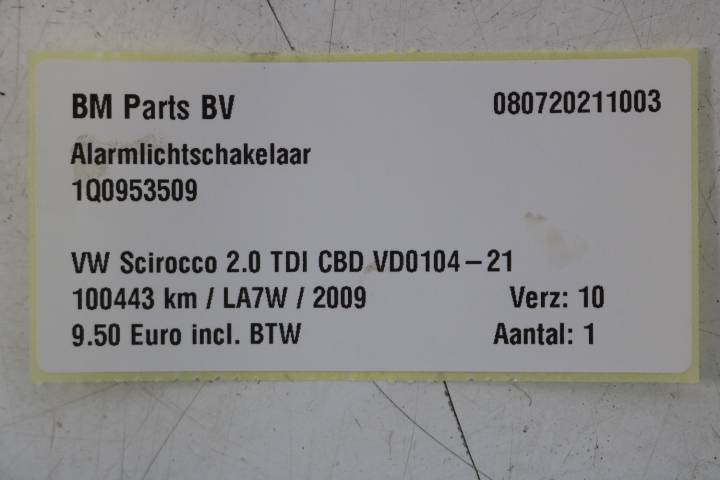 BM Parts BV 080720211003
Alarmlichtschakelaar
1Q0953509
VW Scirocco 2.0 TDI CBD VD0104-21
100443 km / LA7W / 2009 Verz: 10
9.50 Euro incl. BTW Aantal: 1